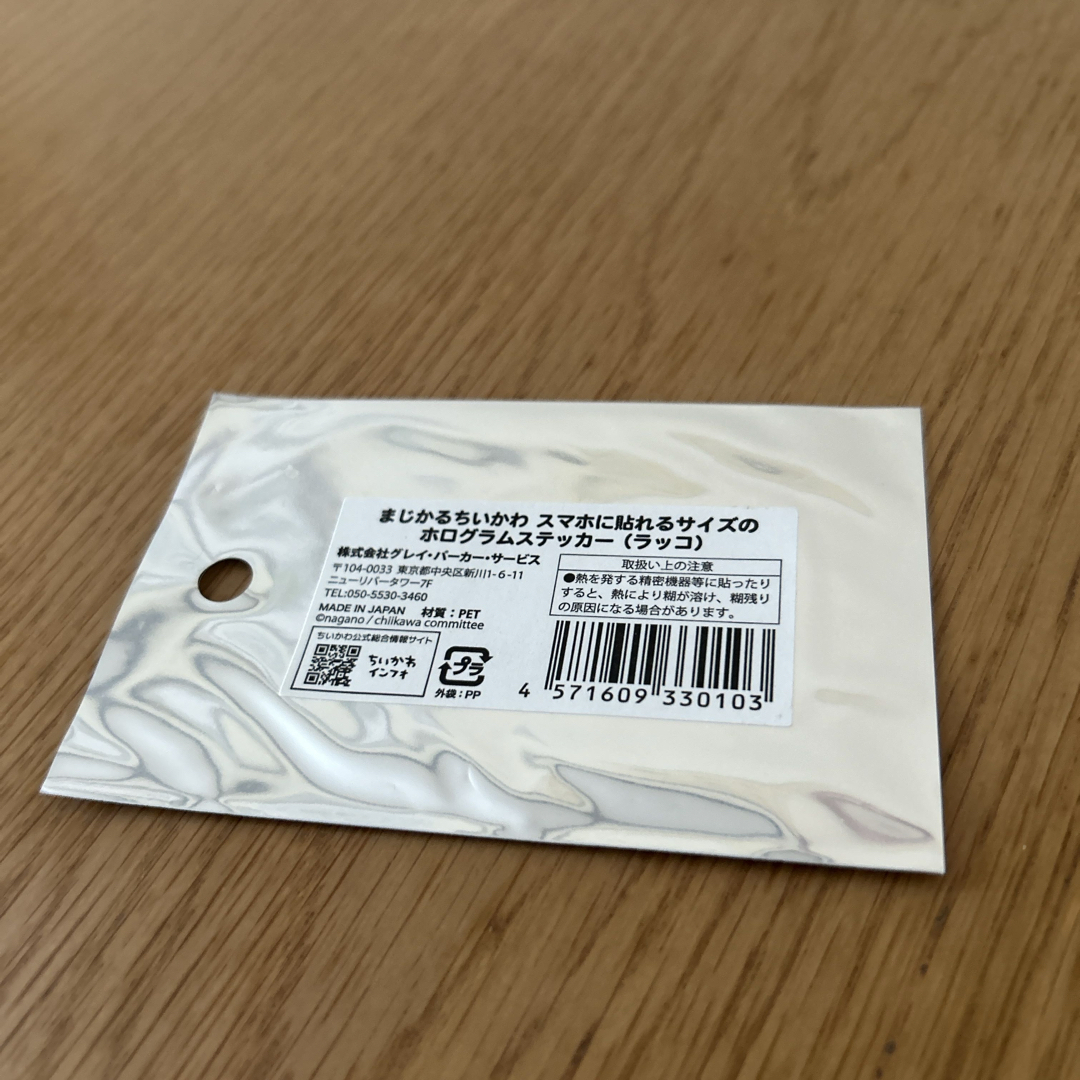 まじかるちいかわ スマホに貼れるサイズの
ホログラムステッカー（ラッコ）
株式会社グレイ・パーカー・サービス
〒104-0033 東京都中央区新川1-6-11
ニューリバータワー7F
TEL:050-5530-3460
MADE IN JAPAN 材質：PET
©nagano / chiikawa committee
取扱い上の注意
●熱を発する精密機器等に貼ったり
すると、熱により糊が溶け、糊残り
の原因になる場合があります。
ちいかわ公式総合情報サイト
ちいかわ
インフォ
プラ
外袋：PP
4 571609 330103